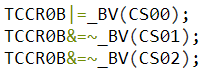 TCCR0B|=_BV(CS00);
TCCR0B&=~_BV(CS01);
TCCR0B&=~_BV(CS02);